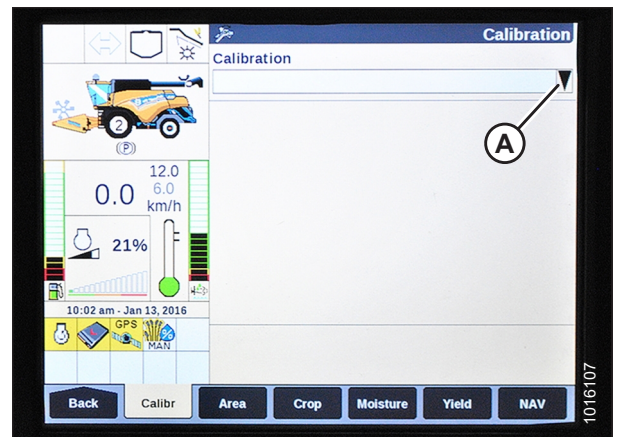 Calibration
Calibration
A
2
(P)
12.0
0.0
6.0
km/h
21%
10:02 am - Jan 13, 2016
GPS
%
MAN
Back
Calibr
Area
Crop
Moisture
Yield
NAV
1016107